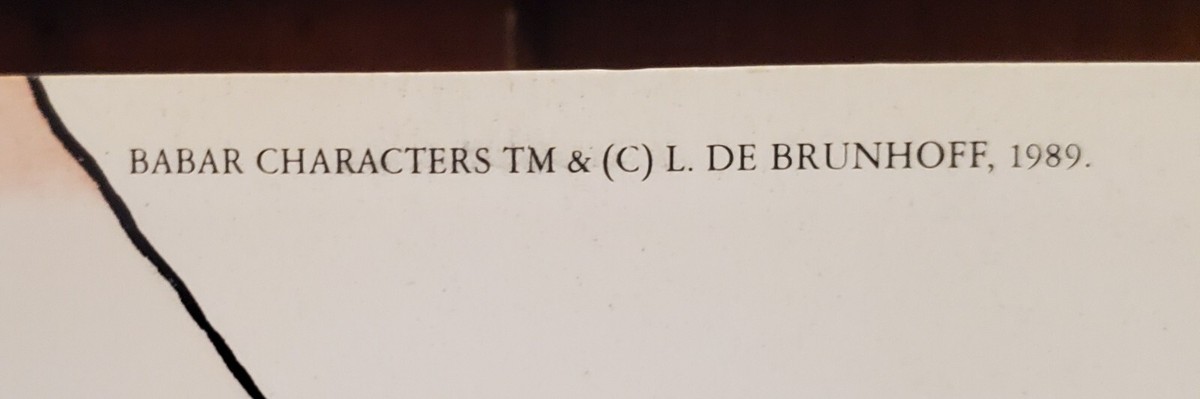 BABAR CHARACTERS TM & (C) L. DE BRUNHOFF, 1989.